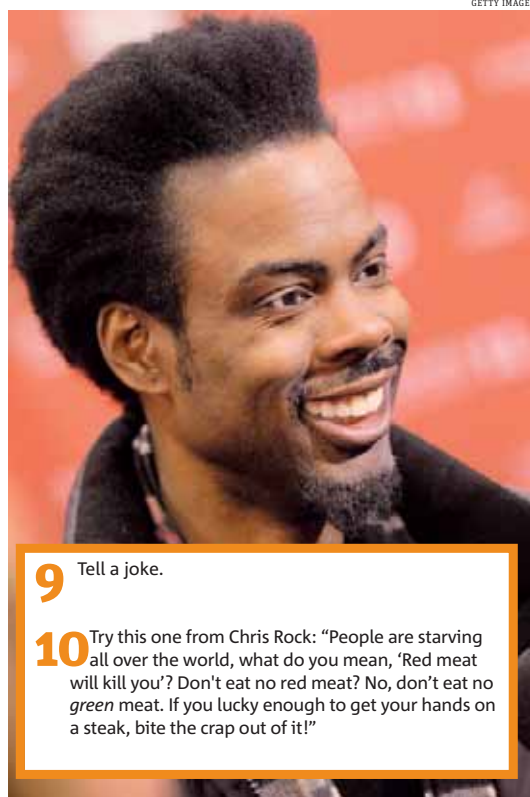 GETTY IMAGE
9 Tell a joke.
10 Try this one from Chris Rock: “People are starving
all over the world, what do you mean, ‘Red meat
will kill you’? Don't eat no red meat? No, don’t eat no
green meat. If you lucky enough to get your hands on
a steak, bite the crap out of it!”